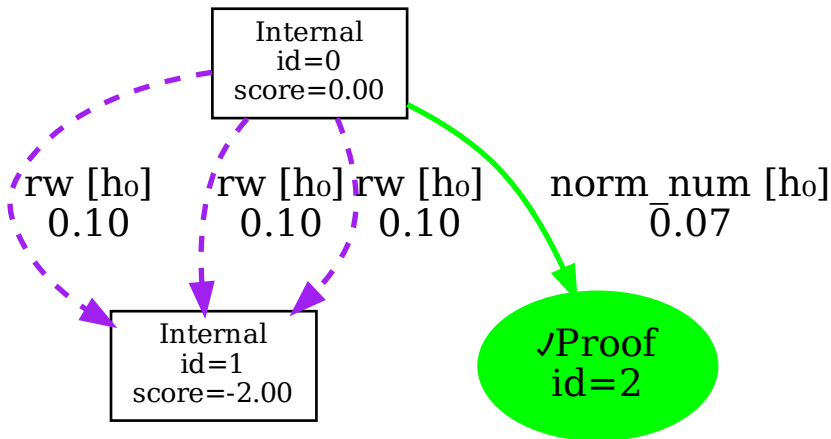 Internal
id=0
score=0.00
rw [h₀]
0.10
rw [h₀]
0.10
rw [h₀]
0.10
norm_num [h₀]
0.07
Internal
id=1
score=-2.00
✓Proof
id=2